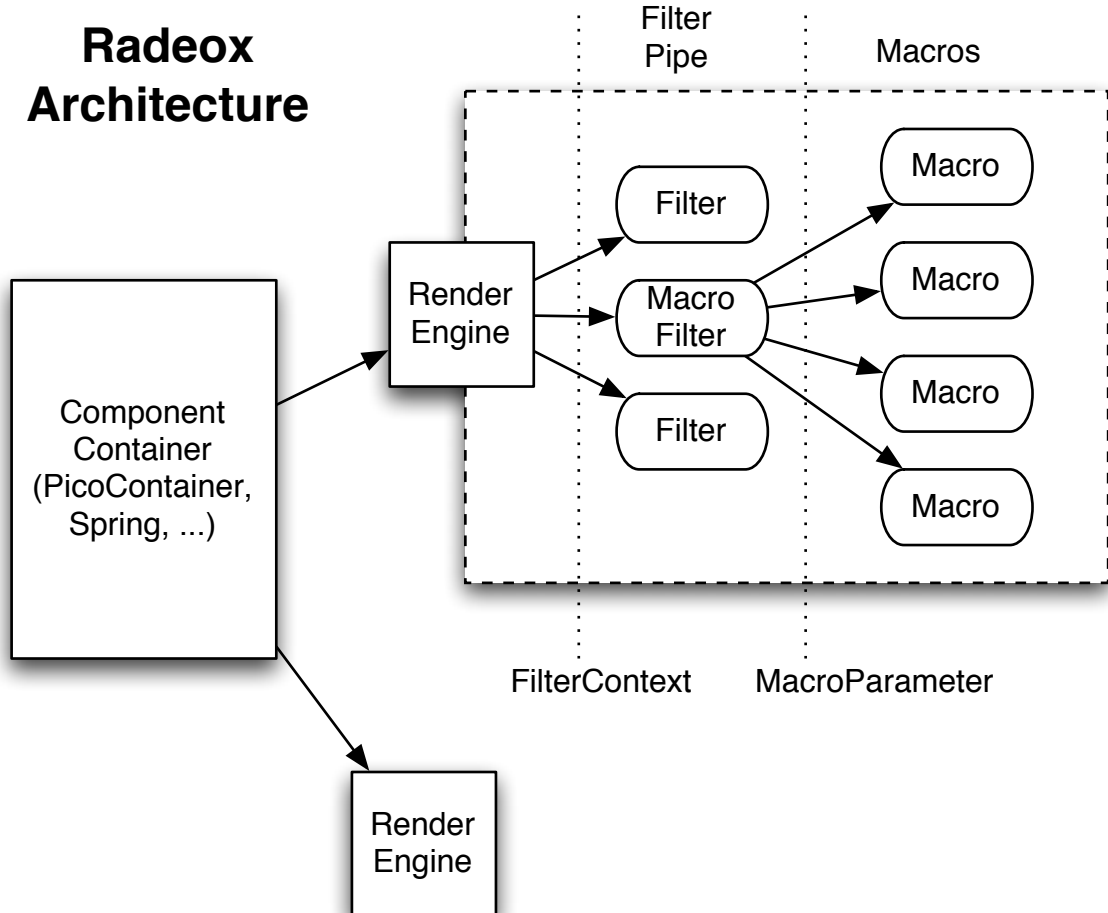 Radeox
Architecture
Filter
Pipe
Macros
Macro
Filter
Macro
Render
Engine
Macro
Filter
Macro
Filter
Macro
Component
Container
(PicoContainer,
Spring, ...)
FilterContext
MacroParameter
Render
Engine